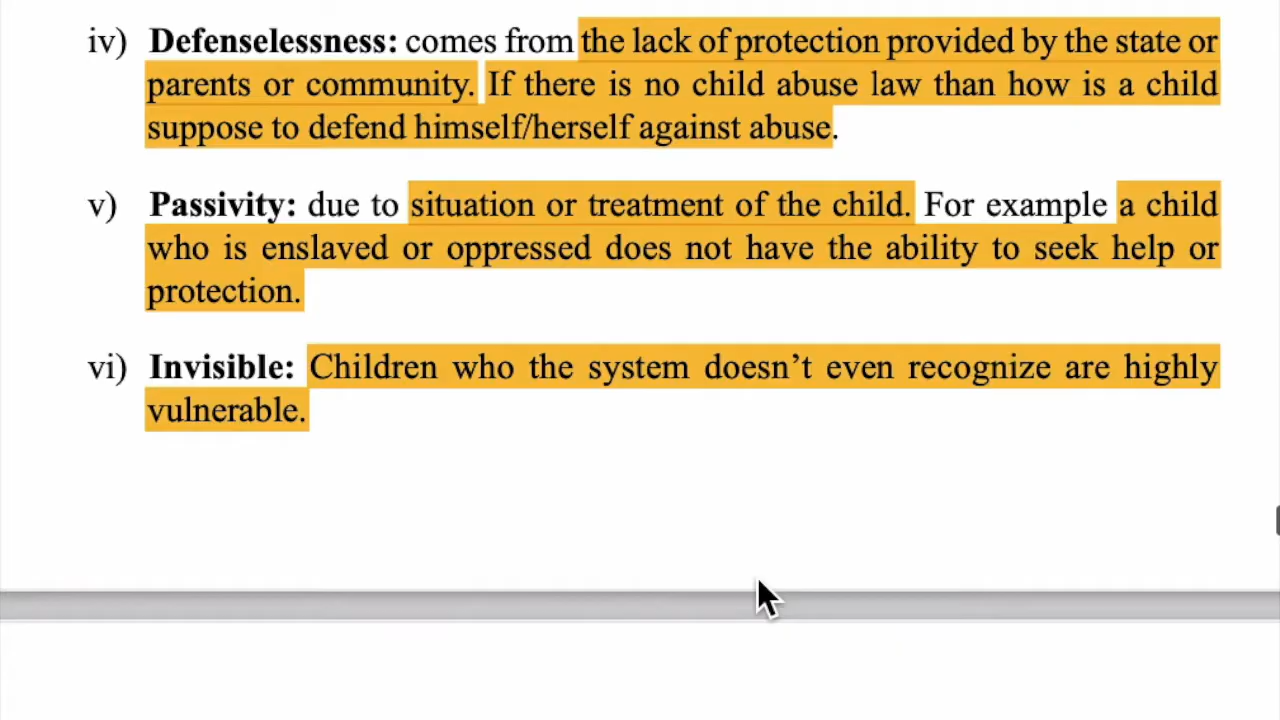 iv) Defenselessness: comes from the lack of protection provided by the state or
parents or community. If there is no child abuse law than how is a child
suppose to defend himself/herself against abuse.
v) Passivity: due to situation or treatment of the child. For example a child
who is enslaved or oppressed does not have the ability to seek help or
protection.
vi) Invisible: Children who the system doesn’t even recognize are highly
vulnerable.